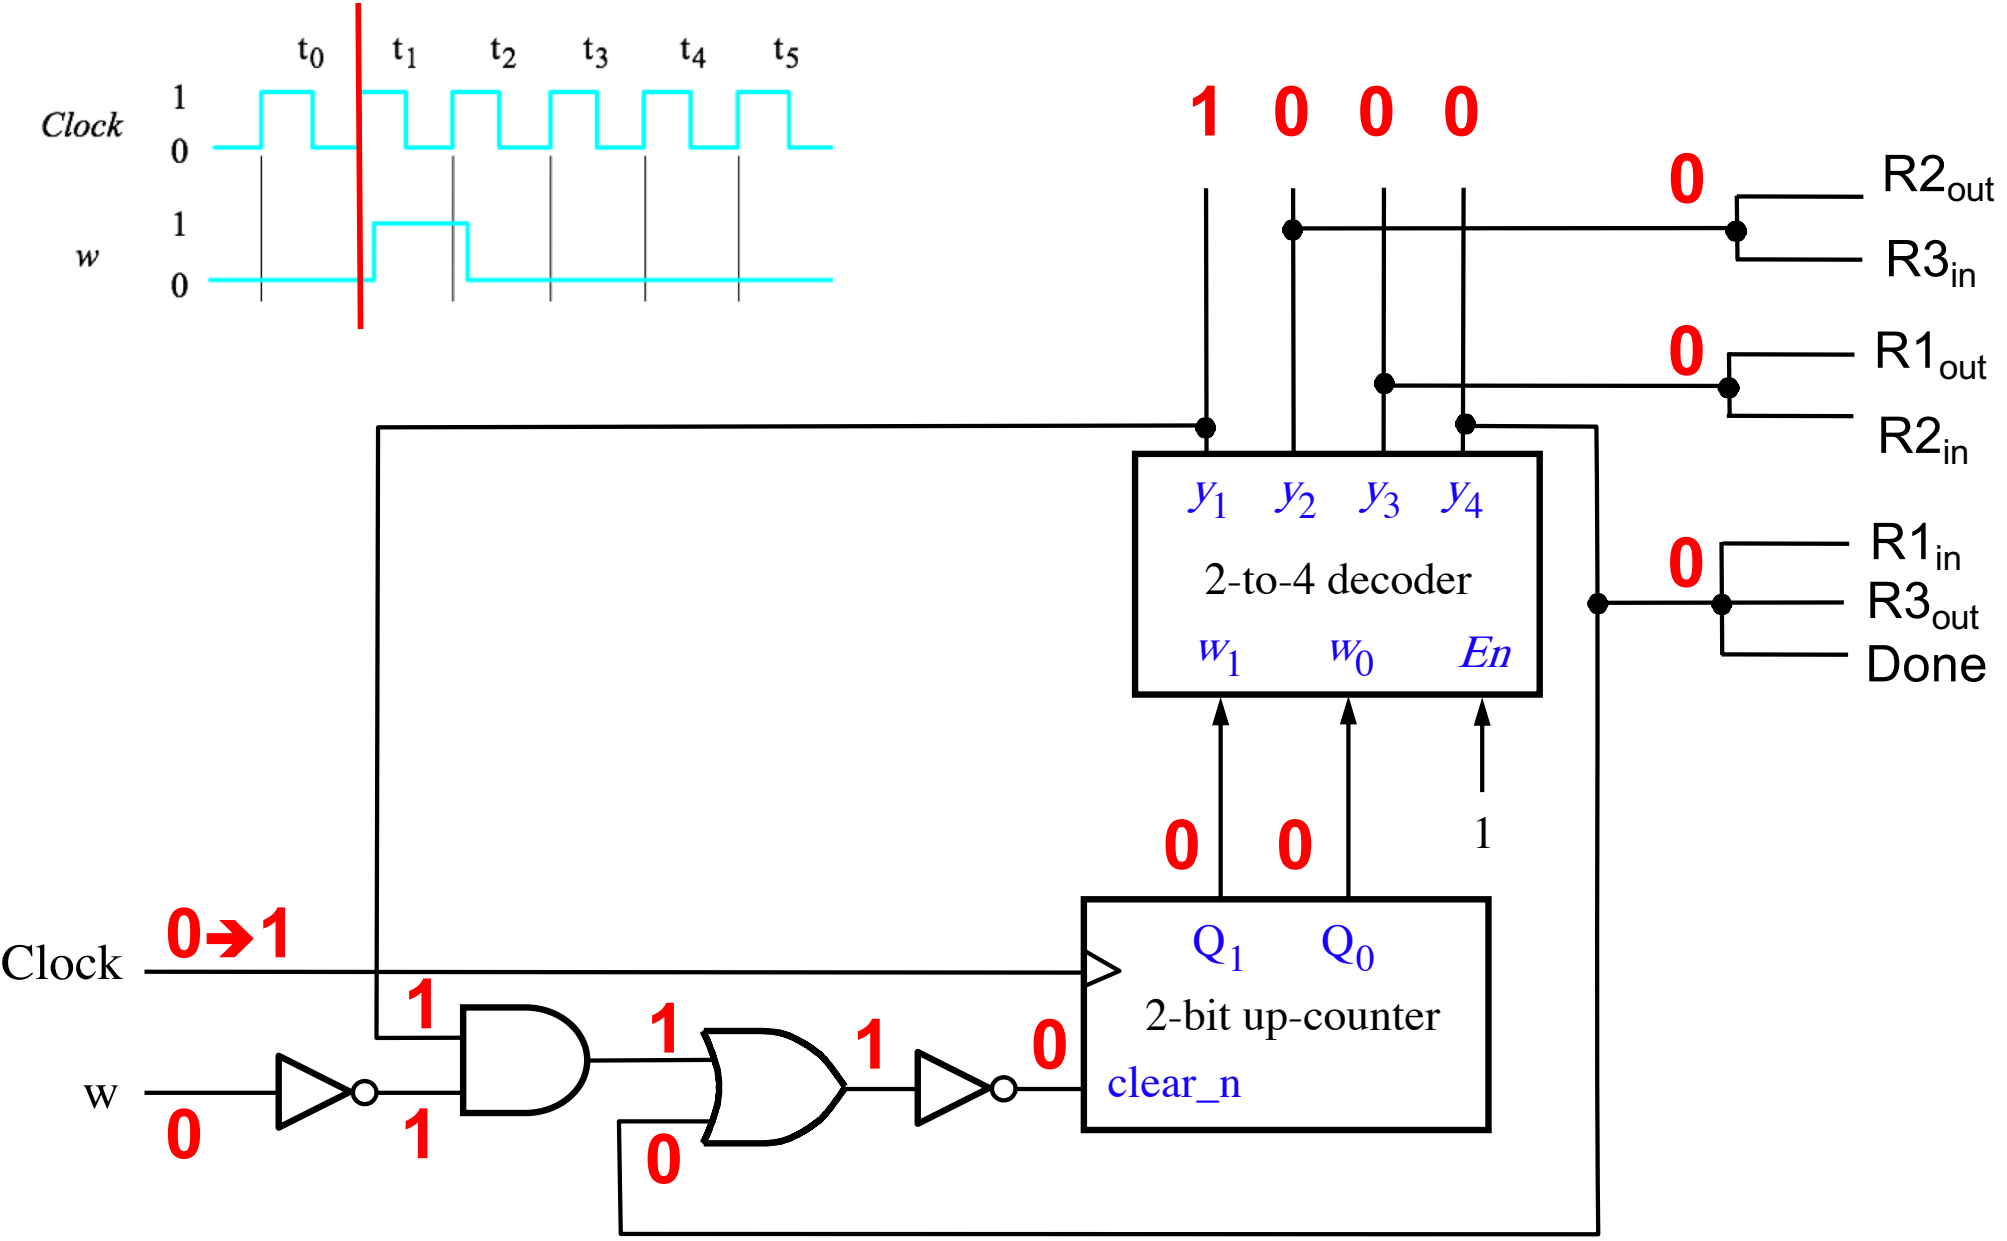 t0 t1 t2 t3 t4 t5
Clock 1
0
w 1
0
1 0 0 0
0 R2out
R3in
0 R1out
R2in
y1 y2 y3 y4
2-to-4 decoder
w1 w0 En
0 R1in
R3out
Done
0 0 1
Clock 0➔1
Q1 Q0
2-bit up-counter
clear_n
w 0
1
1
1
0
1
0